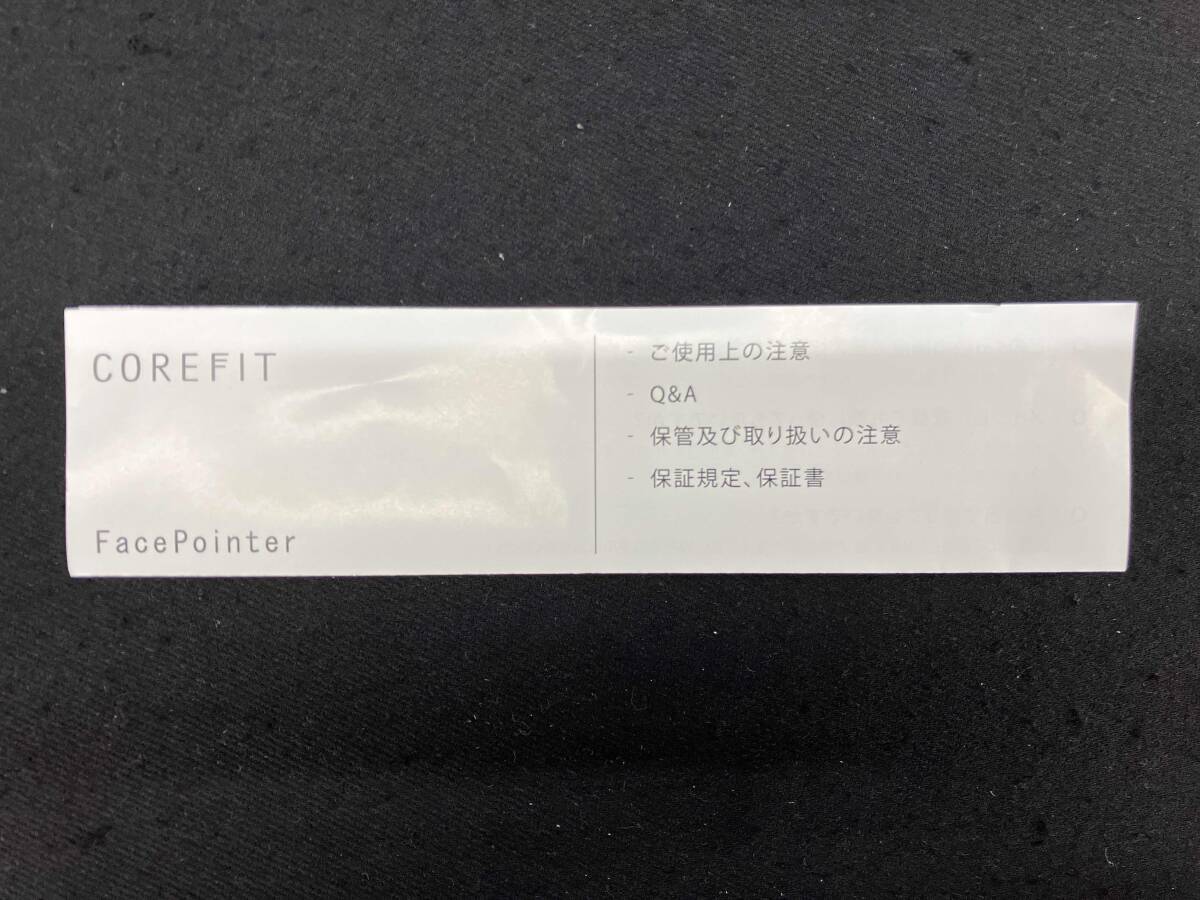 COREFIT
FacePointer
- ご使用上の注意
- Q&A
- 保管及び取り扱いの注意
- 保証規定、保証書